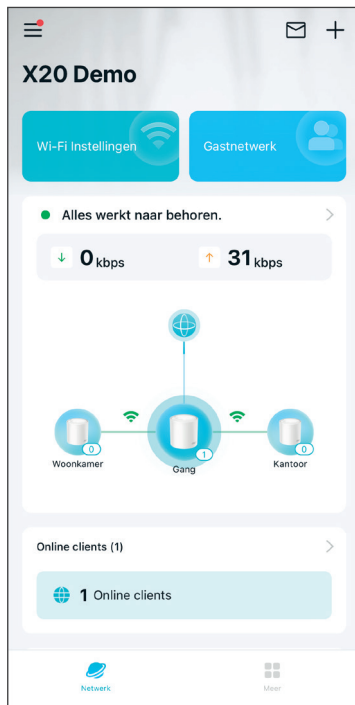 X20 Demo
Wi-Fi Instellingen
Gastnetwerk
Alles werkt naar behoren.
↓ 0 kbps ↑ 31 kbps
0
1
0
Woonkamer
Gang
Kantoor
Online clients (1)
1 Online clients
Netwerk
Meer